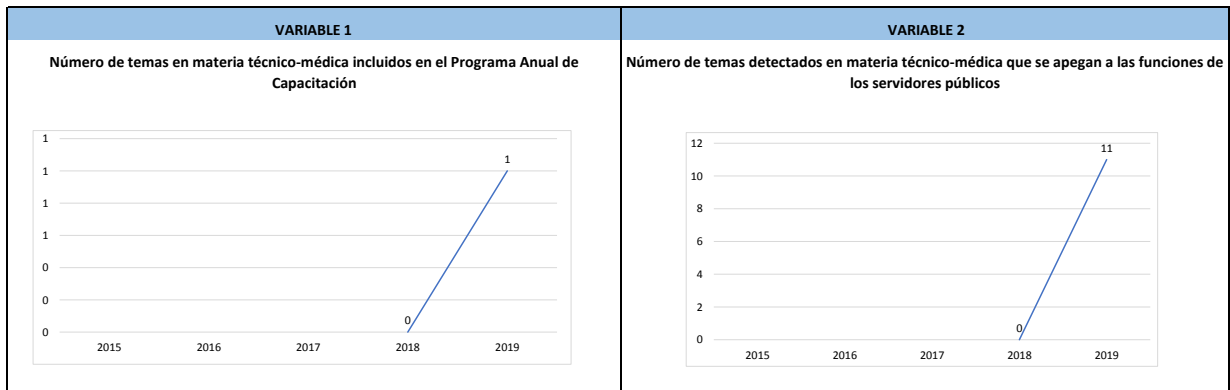 VARIABLE 1
Número de temas en materia técnico-médica incluidos en el Programa Anual de
Capacitación
1
1
1
1
0
0
0
1
0
2015 2016 2017 2018 2019
VARIABLE 2
Número de temas detectados en materia técnico-médica que se apegan a las funciones de
los servidores públicos
12
10
8
6
4
2
0
11
0
2015 2016 2017 2018 2019